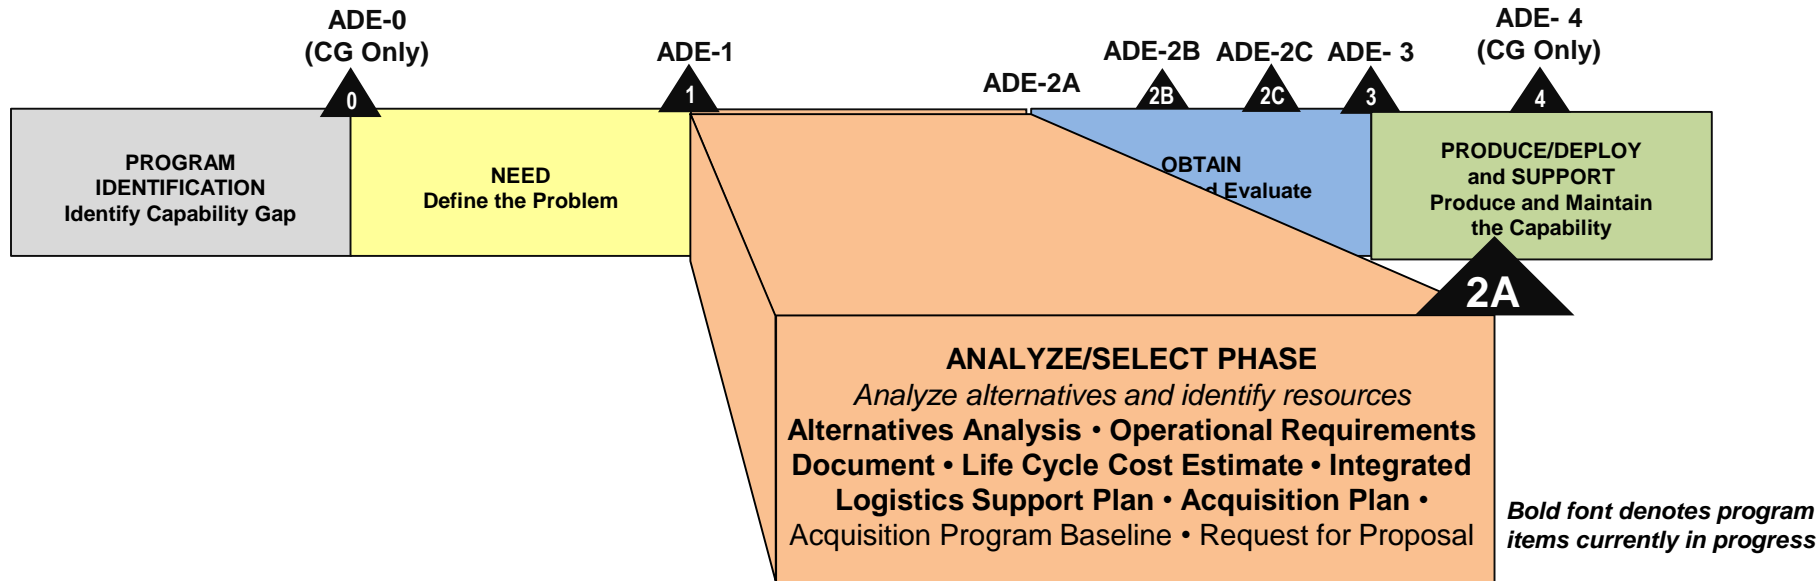 ADE-0
(CG Only)
ADE-1
ADE-2A
ADE-2B
ADE-2C
ADE- 3
ADE- 4
(CG Only)
0
1
2B
2C
3
4
PROGRAM
IDENTIFICATION
Identify Capability Gap
NEED
Define the Problem
OBTAIN
Evaluate
PRODUCE/DEPLOY
and SUPPORT
Produce and Maintain
the Capability
2A
ANALYZE/SELECT PHASE
Analyze alternatives and identify resources
Alternatives Analysis • Operational Requirements
Document • Life Cycle Cost Estimate • Integrated
Logistics Support Plan • Acquisition Plan •
Acquisition Program Baseline • Request for Proposal
Bold font denotes program
items currently in progress